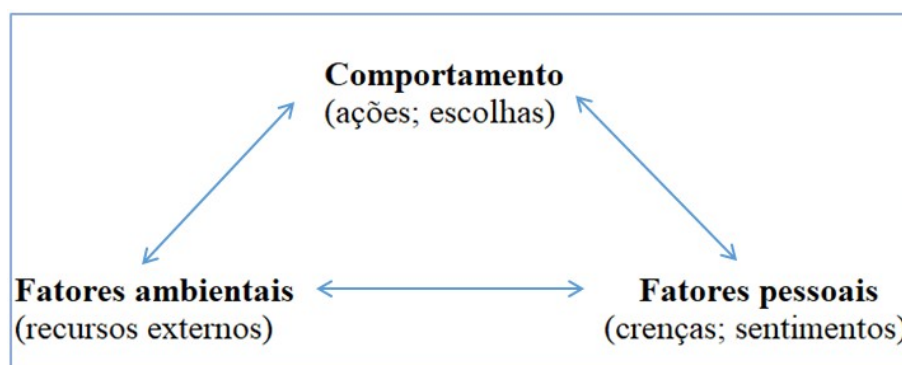 Comportamento
(ações; escolhas)
Fatores ambientais
(recursos externos)
Fatores pessoais
(crenças; sentimentos)